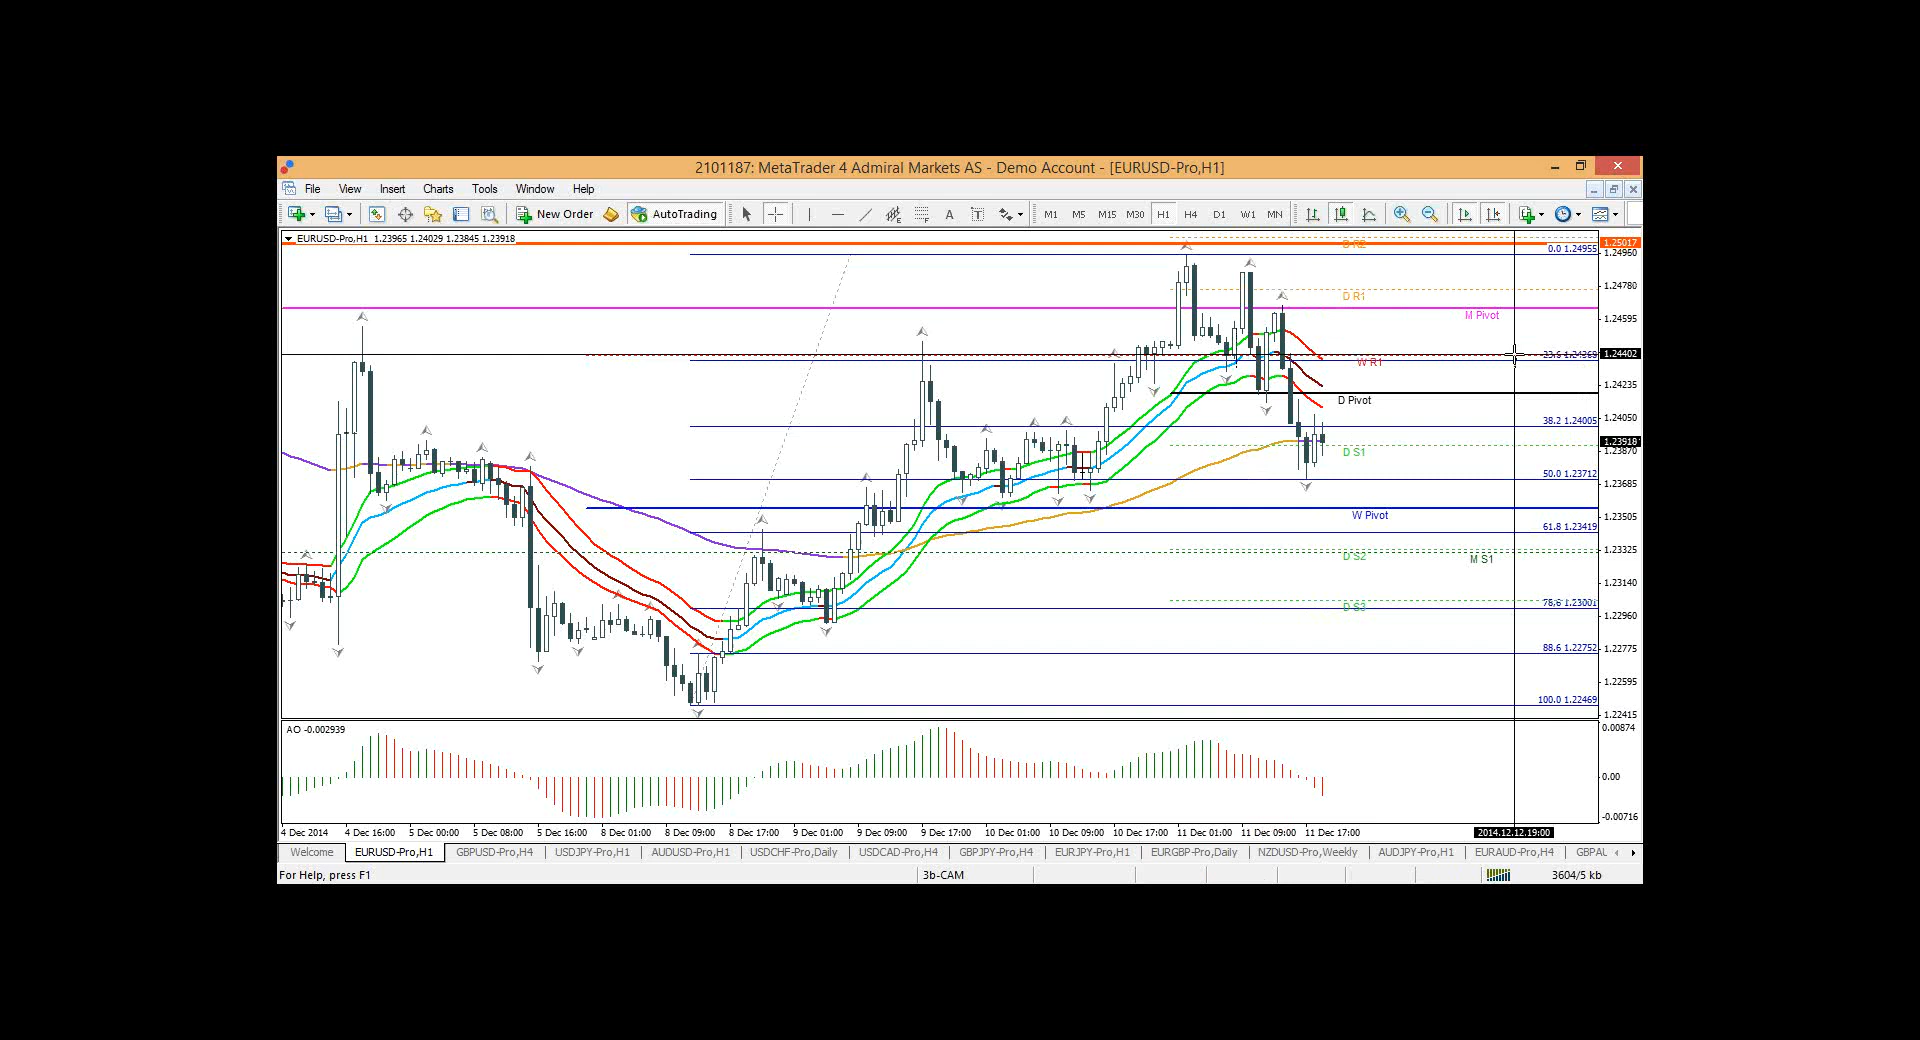 2101187: MetaTrader 4 Admiral Markets AS - Demo Account - [EURUSD-Pro,H1]
File View Insert Charts Tools Window Help
New Order AutoTrading A T M1 M5 M15 M30 H1 H4 D1 W1 MN
EURUSD-Pro,H1 1.23965 1.24029 1.23845 1.23918
D R2
1.25017
0.0 1.24955
1.24960
1.24780
D R1
M Pivot
1.24595
1.24402
23.6 1.24368
W R1
1.24235
D Pivot
38.2 1.24005
1.24050
1.23918
D S1
1.23870
50.0 1.23712
1.23685
W Pivot
1.23505
61.8 1.23419
1.23325
D S2
M S1
1.23140
78.6 1.23001
D S3
1.22960
88.6 1.22752
1.22775
1.22595
100.0 1.22469
1.22415
AO -0.002939
0.00874
0.00
-0.00716
4 Dec 2014 4 Dec 16:00 5 Dec 00:00 5 Dec 08:00 5 Dec 16:00 8 Dec 01:00 8 Dec 09:00 8 Dec 17:00 9 Dec 01:00 9 Dec 09:00 9 Dec 17:00 10 Dec 01:00 10 Dec 09:00 10 Dec 17:00 11 Dec 01:00 11 Dec 09:00 11 Dec 17:00 2014.12.12 19:00
Welcome EURUSD-Pro,H1 GBPUSD-Pro,H4 USDJPY-Pro,H1 AUDUSD-Pro,H1 USDCHF-Pro,Daily USDCAD-Pro,H4 GBPJPY-Pro,H4 EURJPY-Pro,H1 EURGBP-Pro,Daily NZDUSD-Pro,Weekly AUDJPY-Pro,H1 EURAUD-Pro,H4 GBPAU
For Help, press F1 3b-CAM 3604/5 kb